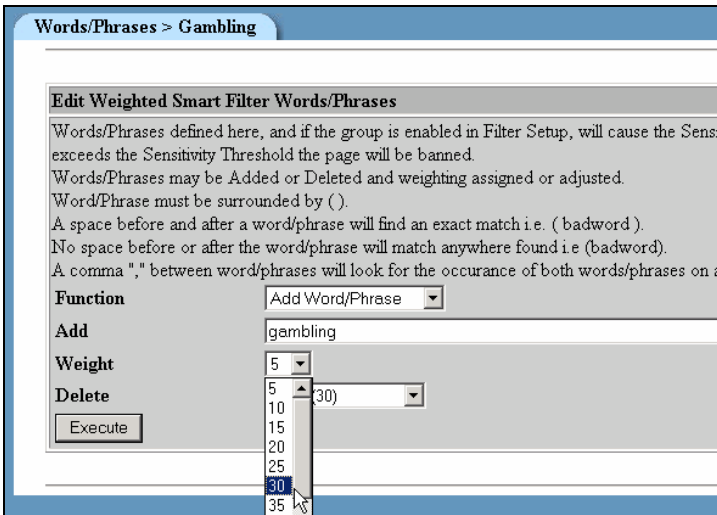 Words/Phrases > Gambling
Edit Weighted Smart Filter Words/Phrases
Words/Phrases defined here, and if the group is enabled in Filter Setup, will cause the Sensi
exceeds the Sensitivity Threshold the page will be banned.
Words/Phrases may be Added or Deleted and weighting assigned or adjusted.
Word/Phrase must be surrounded by ( ).
A space before and after a word/phrase will find an exact match i.e. ( badword ).
No space before or after the word/phrase will match anywhere found i.e (badword).
A comma "," between word/phrases will look for the occurance of both words/phrases on a
Function Add Word/Phrase
Add gambling
Weight 5
Delete (30)
Execute
5
10
15
20
25
30
35